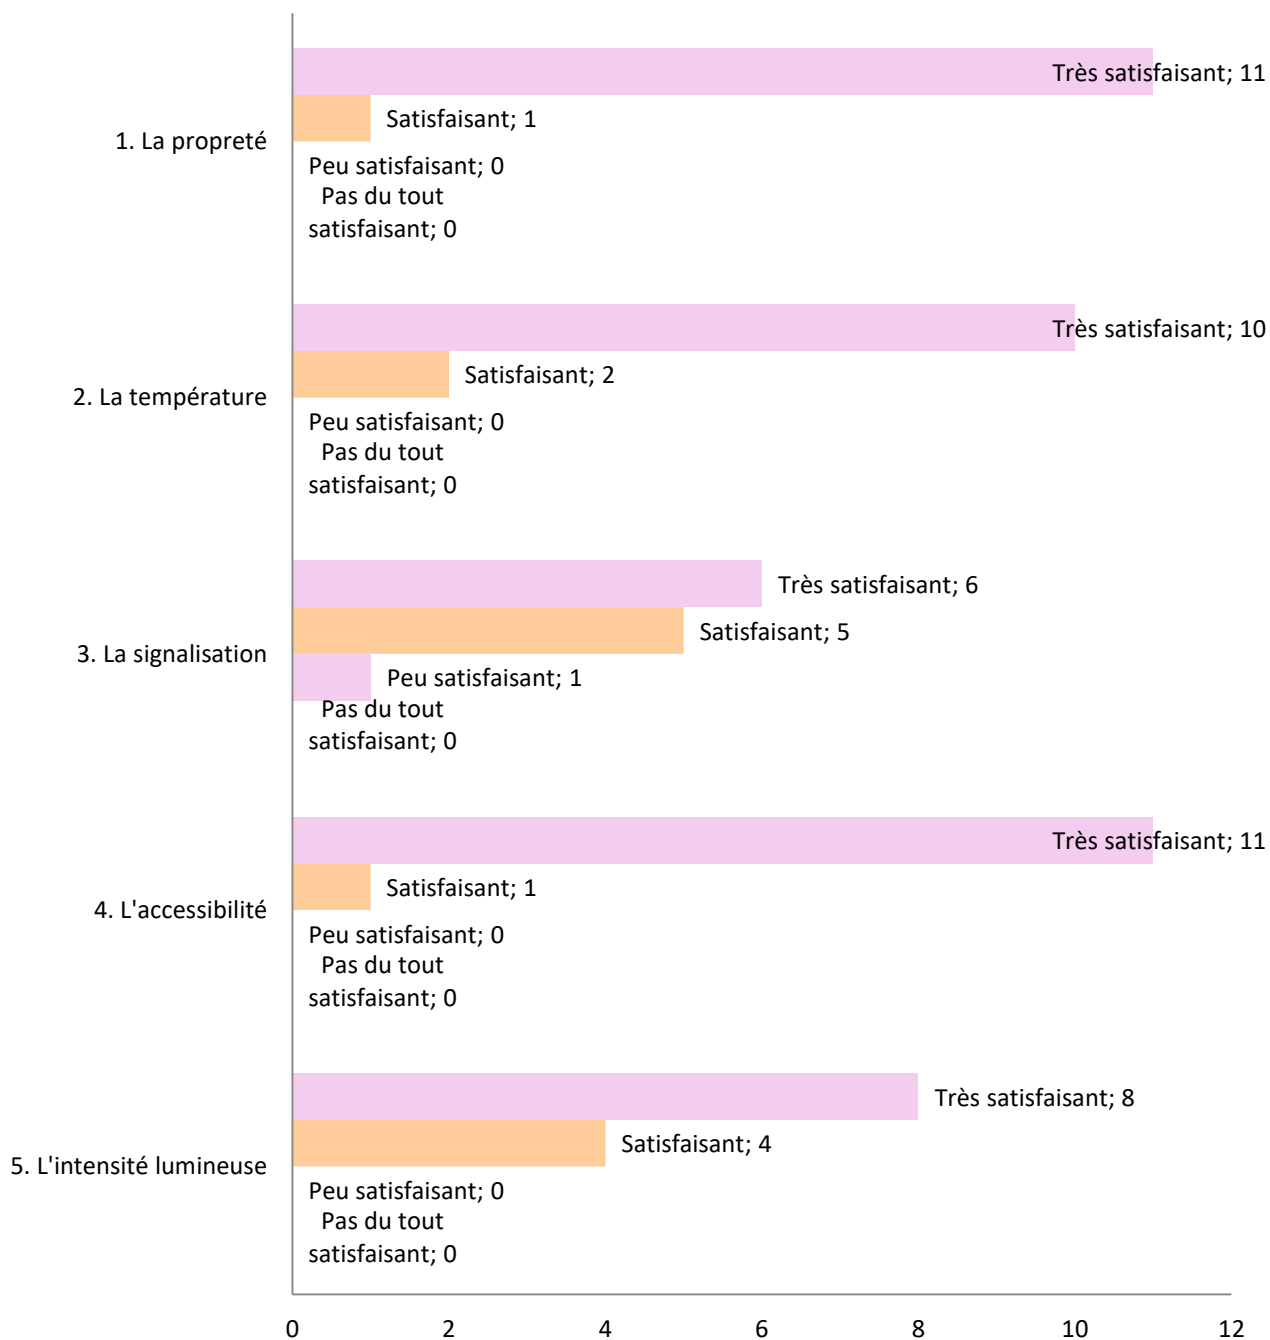 1. La propreté
Très satisfaisant; 11
Satisfaisant; 1
Peu satisfaisant; 0
Pas du tout
satisfaisant; 0
2. La température
Très satisfaisant; 10
Satisfaisant; 2
Peu satisfaisant; 0
Pas du tout
satisfaisant; 0
3. La signalisation
Très satisfaisant; 6
Satisfaisant; 5
Peu satisfaisant; 1
Pas du tout
satisfaisant; 0
4. L'accessibilité
Très satisfaisant; 11
Satisfaisant; 1
Peu satisfaisant; 0
Pas du tout
satisfaisant; 0
5. L'intensité lumineuse
Très satisfaisant; 8
Satisfaisant; 4
Peu satisfaisant; 0
Pas du tout
satisfaisant; 0
0 2 4 6 8 10 12